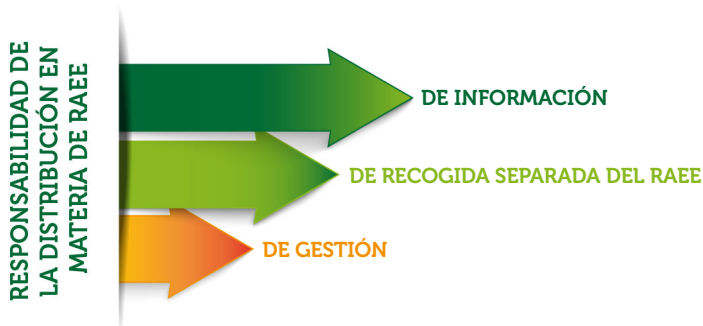 RESPONSABILIDAD DE
LA DISTRIBUCIÓN EN
MATERIA DE RAEE
DE INFORMACIÓN
DE RECOGIDA SEPARADA DEL RAEE
DE GESTIÓN